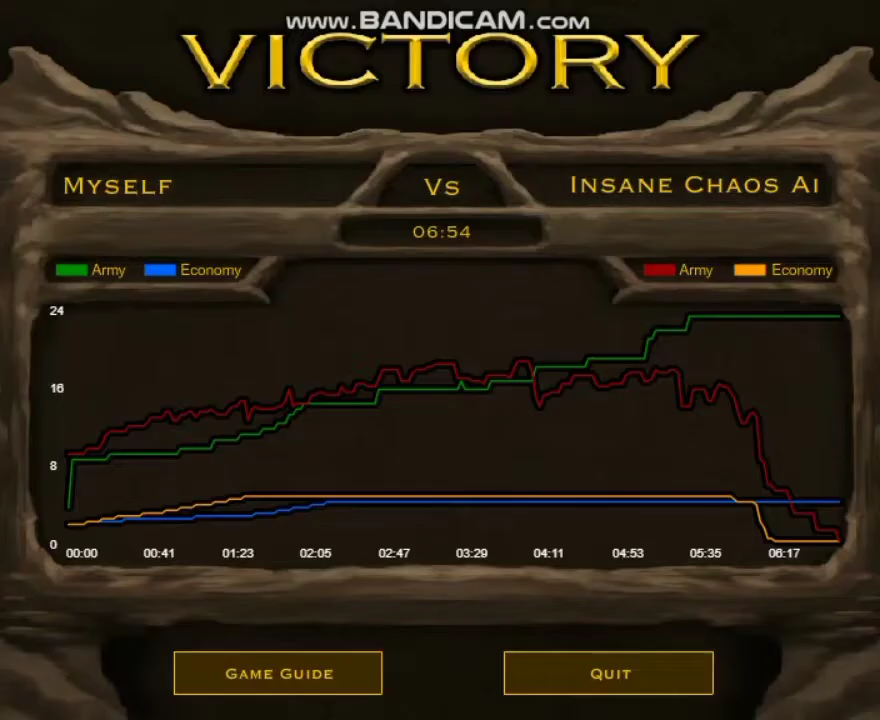 www.BANDICAM.com
VICTORY
MYSELF
VS
INSANE CHAOS AI
06:54
Army
Economy
Army
Economy
24
16
8
0
00:00 00:41 01:23 02:05 02:47 03:29 04:11 04:53 05:35 06:17
GAME GUIDE
QUIT